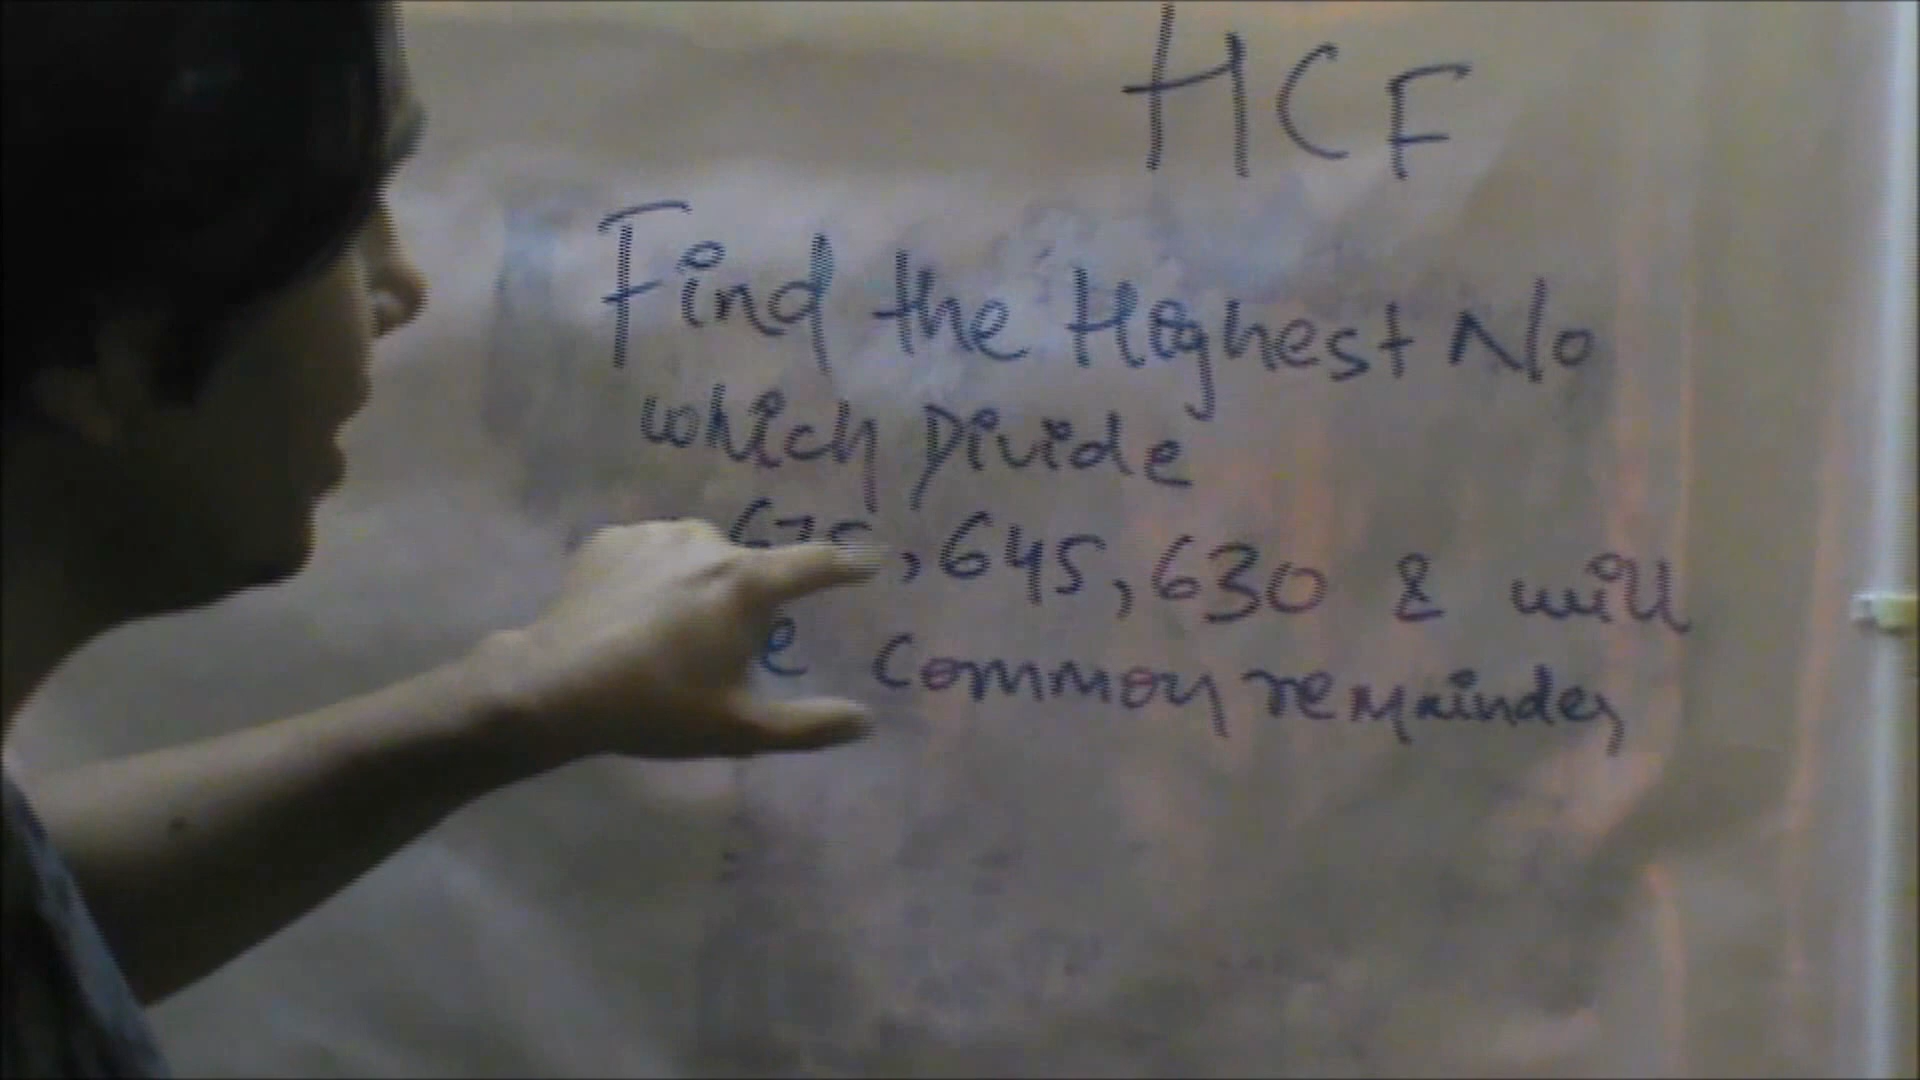 HCF
Find the Highest No
which Divide
675, 645, 630 & will
common remainder